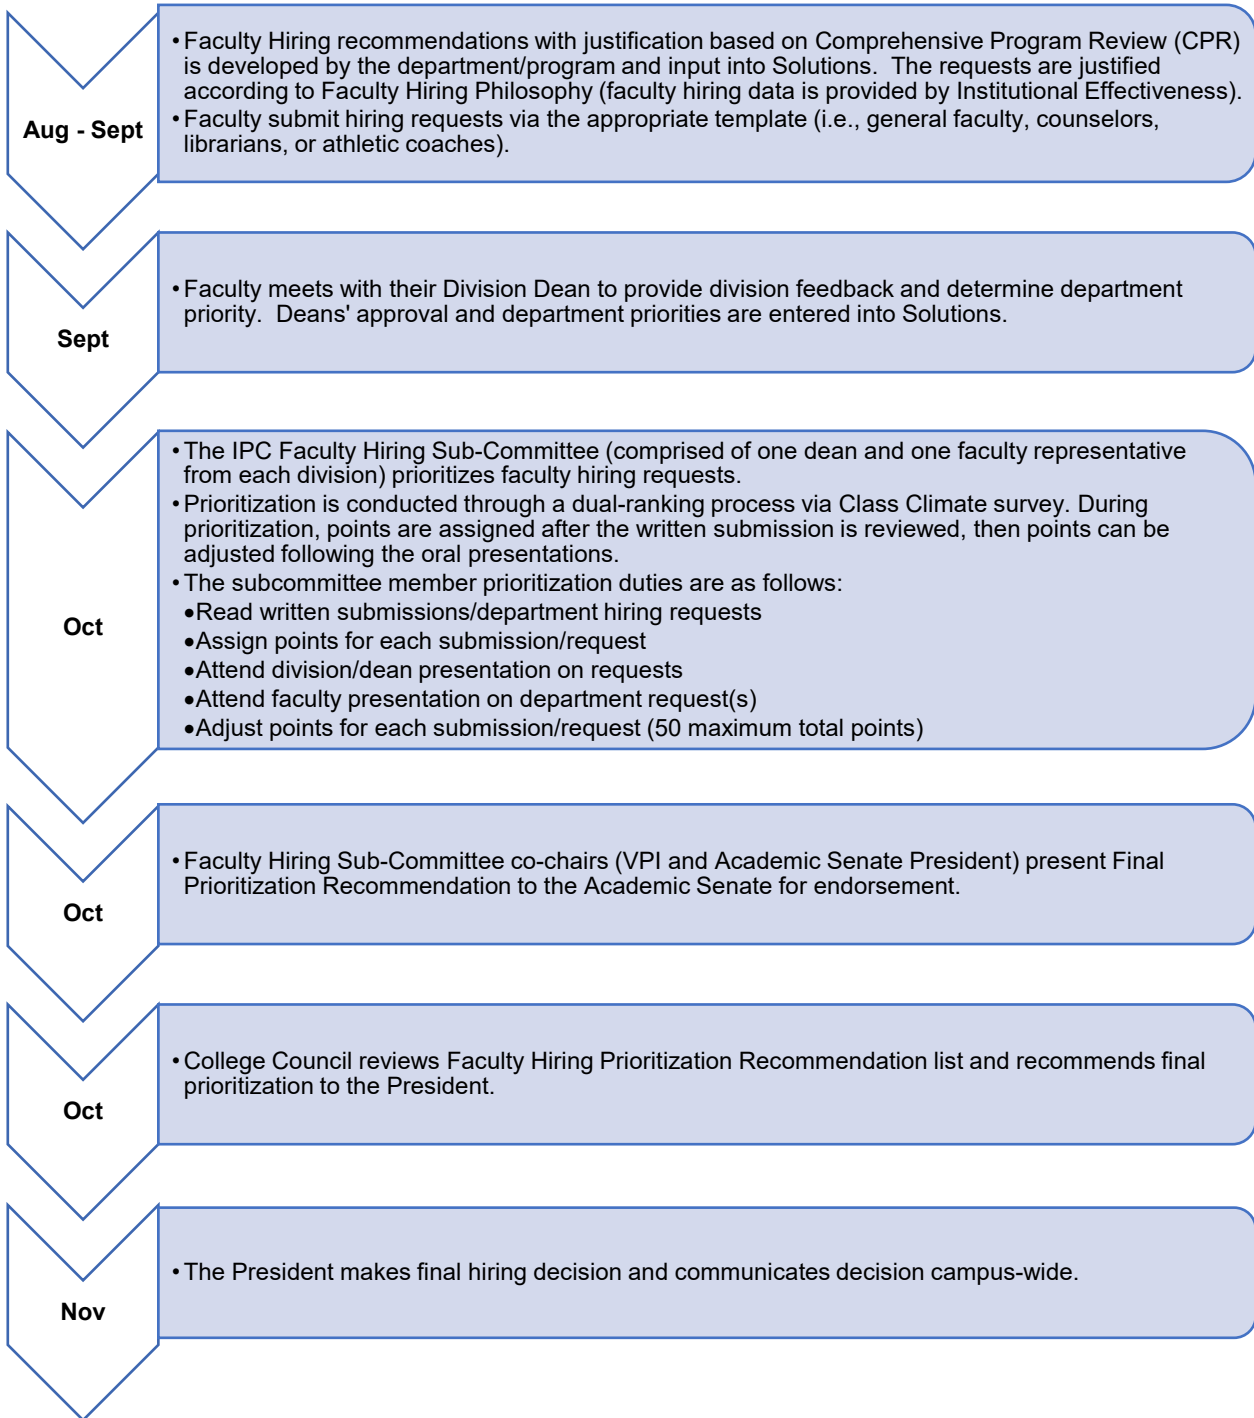 Aug - Sept
• Faculty Hiring recommendations with justification based on Comprehensive Program Review (CPR)
is developed by the department/program and input into Solutions.  The requests are justified
according to Faculty Hiring Philosophy (faculty hiring data is provided by Institutional Effectiveness).
• Faculty submit hiring requests via the appropriate template (i.e., general faculty, counselors,
librarians, or athletic coaches).
Sept
• Faculty meets with their Division Dean to provide division feedback and determine department
priority.  Deans' approval and department priorities are entered into Solutions.
Oct
• The IPC Faculty Hiring Sub-Committee (comprised of one dean and one faculty representative
from each division) prioritizes faculty hiring requests.
• Prioritization is conducted through a dual-ranking process via Class Climate survey. During
prioritization, points are assigned after the written submission is reviewed, then points can be
adjusted following the oral presentations.
• The subcommittee member prioritization duties are as follows:
•Read written submissions/department hiring requests
•Assign points for each submission/request
•Attend division/dean presentation on requests
•Attend faculty presentation on department request(s)
•Adjust points for each submission/request (50 maximum total points)
Oct
• Faculty Hiring Sub-Committee co-chairs (VPI and Academic Senate President) present Final
Prioritization Recommendation to the Academic Senate for endorsement.
Oct
• College Council reviews Faculty Hiring Prioritization Recommendation list and recommends final
prioritization to the President.
Nov
• The President makes final hiring decision and communicates decision campus-wide.